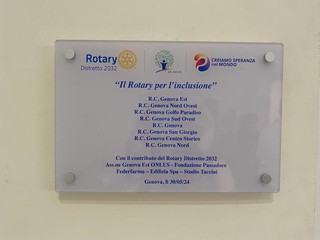 Rotary
Distretto 2032
CREIAMO SPERANZA
nel MONDO
"Il Rotary per l'inclusione"
R.C. Genova Est
R.C. Genova Nord Ovest
R.C. Genova Golfo Paradiso
R.C. Genova Sud Ovest
R.C. Genova
R.C. Genova San Giorgio
R.C. Genova Centro Storico
R.C. Genova Nord
Con il contributo del Rotary Distretto 2032
Ass.ne Genova Est ONLUS - Fondazione Passadore
Federfarma – Edilizia Spa – Studio Taccini
Genova, li 30/05/24